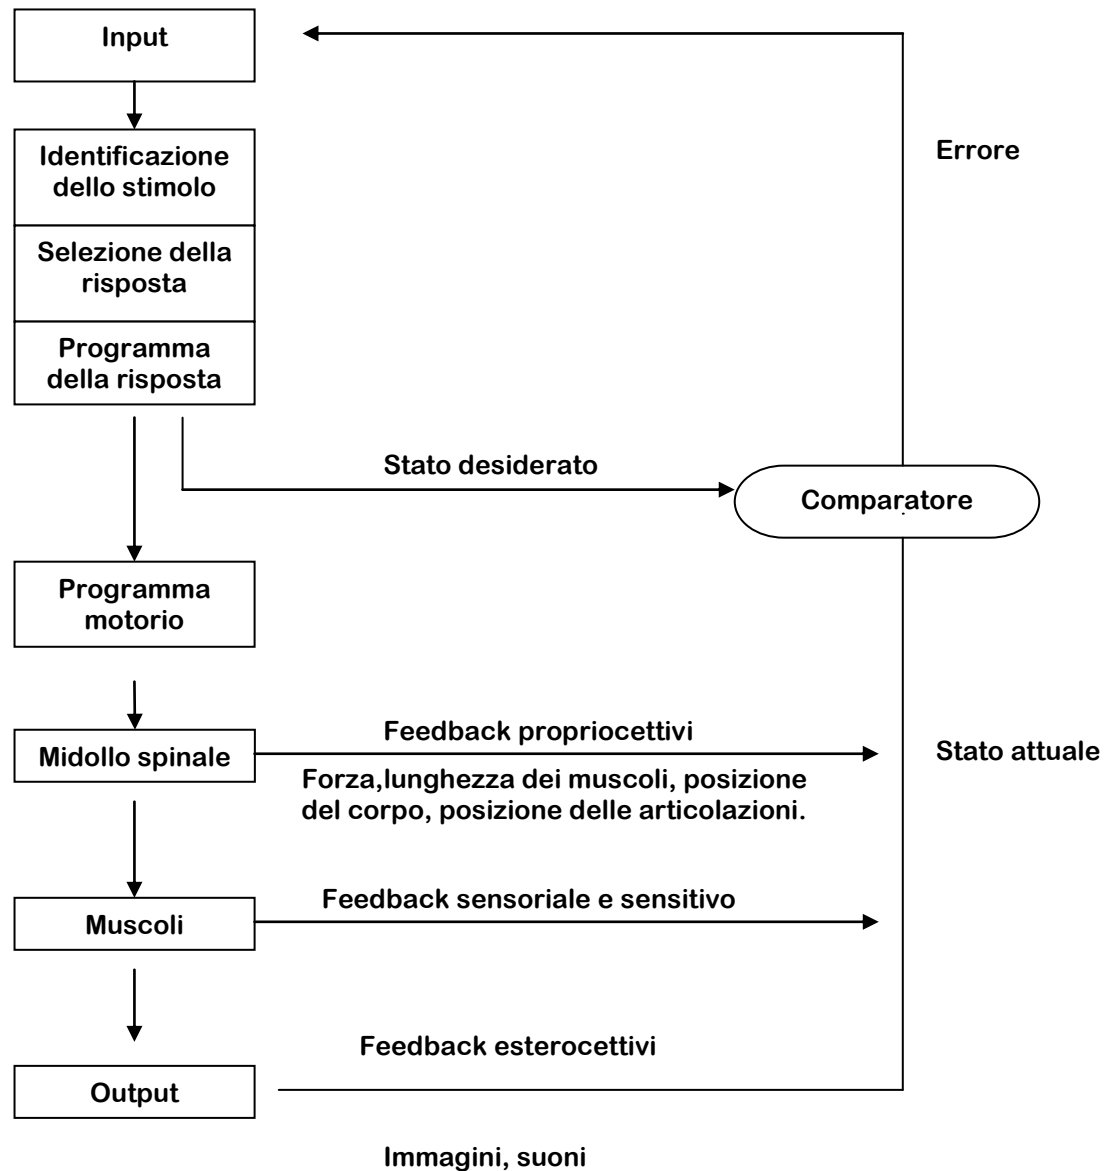 Input
Errore
Identificazione
dello stimolo
Selezione della
risposta
Programma
della risposta
Stato desiderato
Comparatore
Programma
motorio
Feedback propriocettivi
Midollo spinale
Stato attuale
Forza,lunghezza dei muscoli, posizione
del corpo, posizione delle articolazioni.
Feedback sensoriale e sensitivo
Muscoli
Feedback esterocettivi
Output
Immagini, suoni